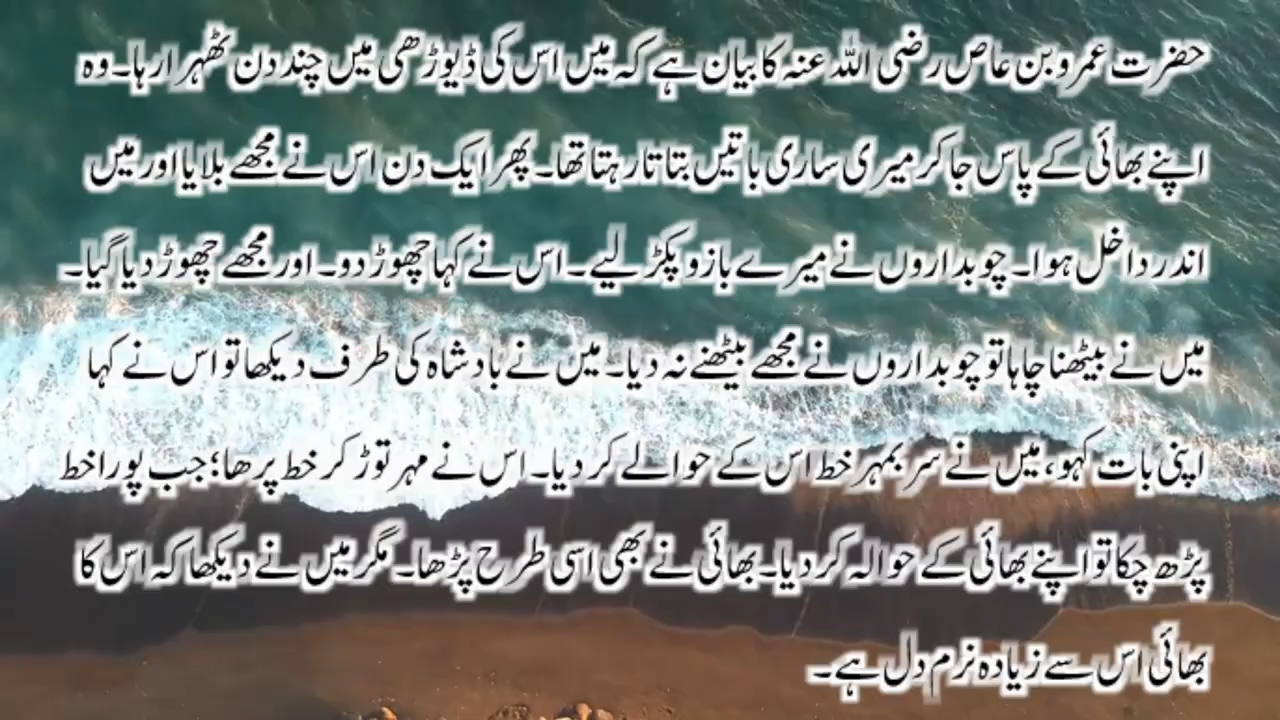 حضرت عمرو بن عاص رضی اللہ عنہ کا بیان ہے کہ میں اس کی ڈیوڑھی میں چند دن ٹھہرا رہا۔ وہ
اپنے بھائی کے پاس جا کر میری ساری باتیں بتاتا رہتا تھا۔ پھر ایک دن اس نے مجھے بلایا اور میں
اندر داخل ہوا۔ چوبداروں نے میرے بازو پکڑ لیے۔ اس نے کہا چھوڑ دو۔ اور مجھے چھوڑ دیا گیا۔
میں نے بیٹھنا چاہا تو چوبداروں نے مجھے بیٹھنے نہ دیا۔ میں نے بادشاہ کی طرف دیکھا تو اس نے کہا
اپنی بات کہو، میں نے سربمہر خط اس کے حوالے کر دیا۔ اس نے مہر توڑ کر خط پرھا؛ جب پورا خط
پڑھ چکا تو اپنے بھائی کے حوالہ کر دیا۔ بھائی نے بھی اسی طرح پڑھا۔ مگر میں نے دیکھا کہ اس کا
بھائی اس سے زیادہ نرم دل ہے۔